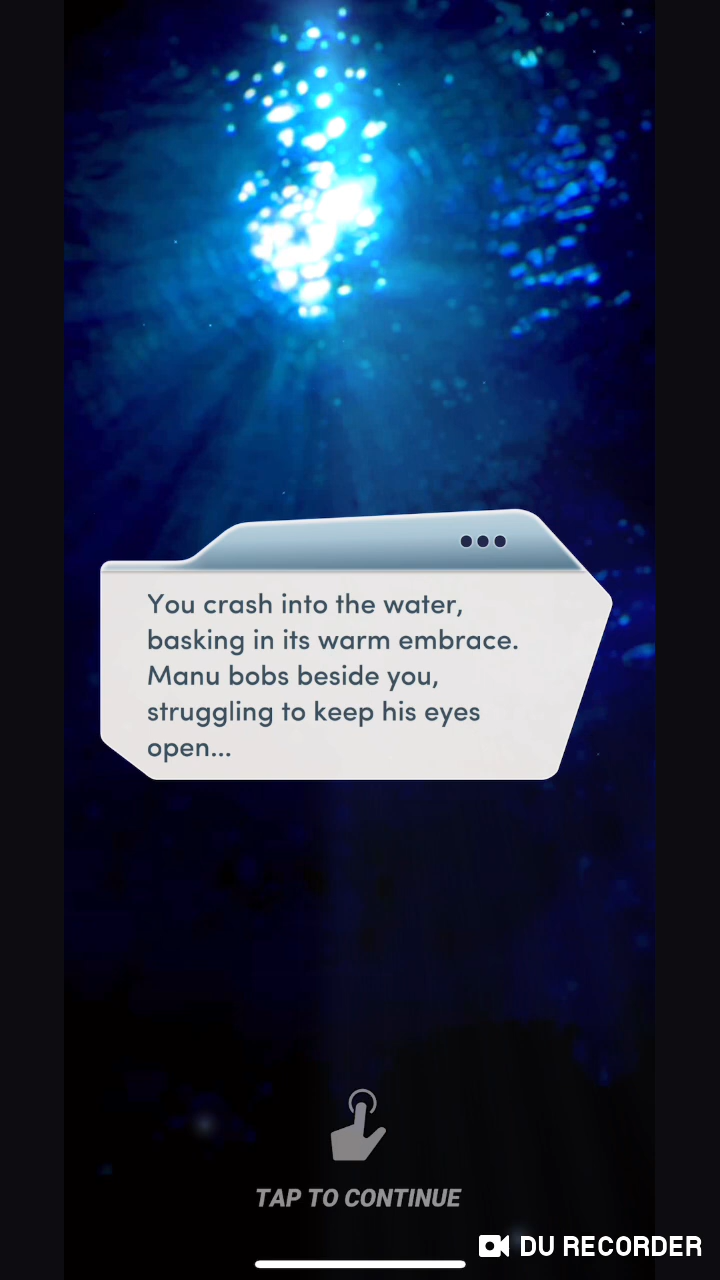 You crash into the water,
basking in its warm embrace.
Manu bobs beside you,
struggling to keep his eyes
open...
TAP TO CONTINUE
DU RECORDER